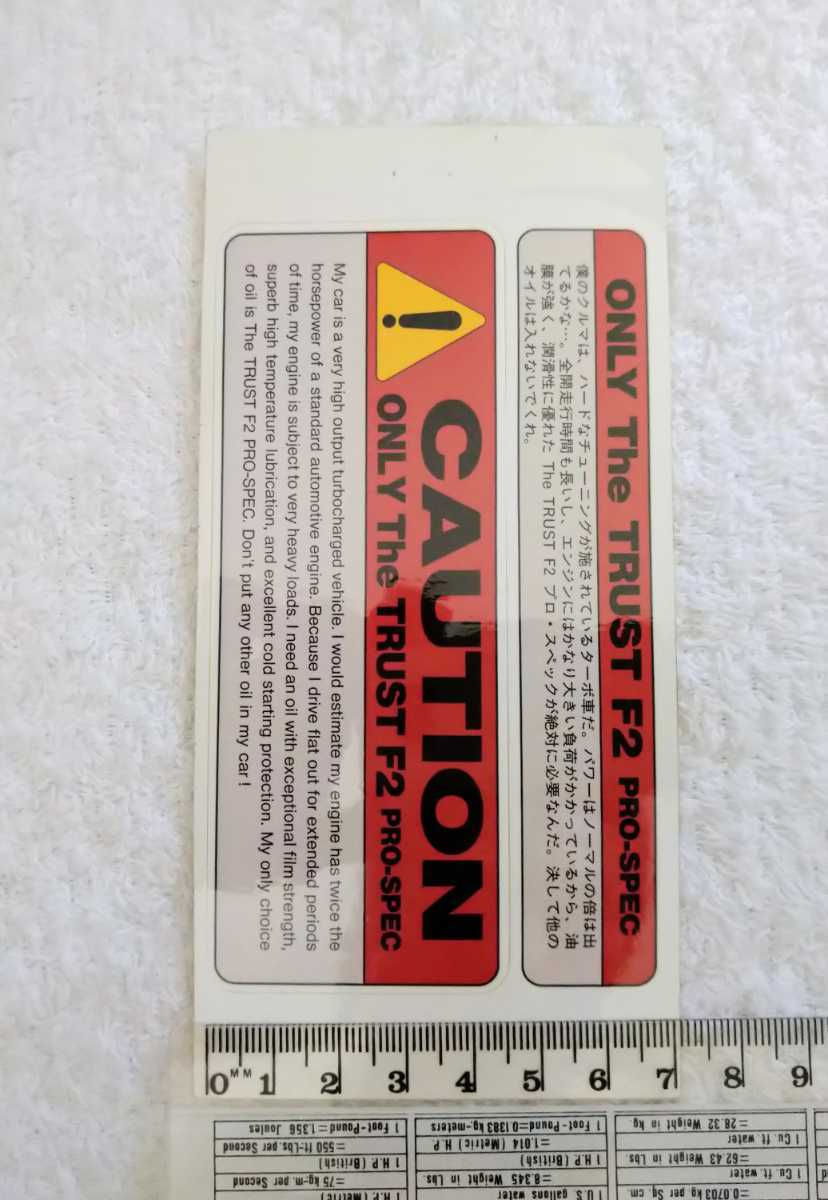 ONLY The TRUST F2 PRO-SPEC
僕のクルマは、ハードなチューニングが施されているターボ車だ。パワーはノーマルの倍は出
てるかな…。全開走行時間も長いし、エンジンにはかなり大きい負荷がかかっているから、油
膜が強く、潤滑性に優れた The TRUST F2 プロ・スペックが絶対に必要なんだ。決して他の
オイルは入れないでくれ。
CAUTION
ONLY The TRUST F2 PRO-SPEC
My car is a very high output turbocharged vehicle. I would estimate my engine has twice the
horsepower of a standard automotive engine. Because I drive flat out for extended periods
of time, my engine is subject to very heavy loads. I need an oil with exceptional film strength,
superb high temperature lubrication, and excellent cold starting protection. My only choice
of oil is The TRUST F2 PRO-SPEC. Don't put any other oil in my car !
0 MM 1 2 3 4 5 6 7 8 9
1 Foot-Pound=1.356 Joules
=550 ft-Lbs. per Second
1 H.P. (British)
=75 kg-m. per Second
(Metric)
1 Foot-Pound=0.1383 kg-meters
=1.014 (Metric) H.P.
1 H.P. (British)
=8.345 Weight in Lbs.
1 U.S. gallons water
=28.32 Weight in kg
1 Cu. ft. water
=62.43 Weight in Lbs.
1 Cu. ft. water
kg per Sq. cm.